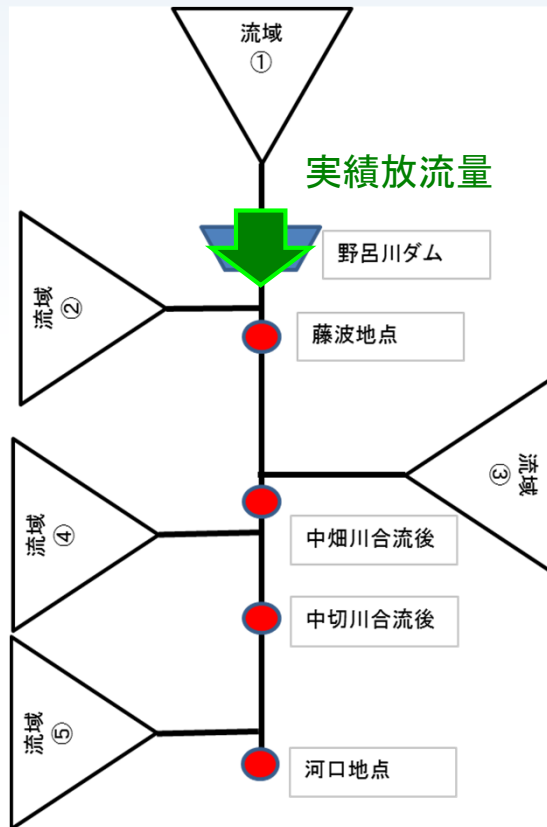 流域
①
実績放流量
野呂川ダム
流域
②
藤波地点
流域
③
中畑川合流後
流域
④
中切川合流後
流域
⑤
河口地点